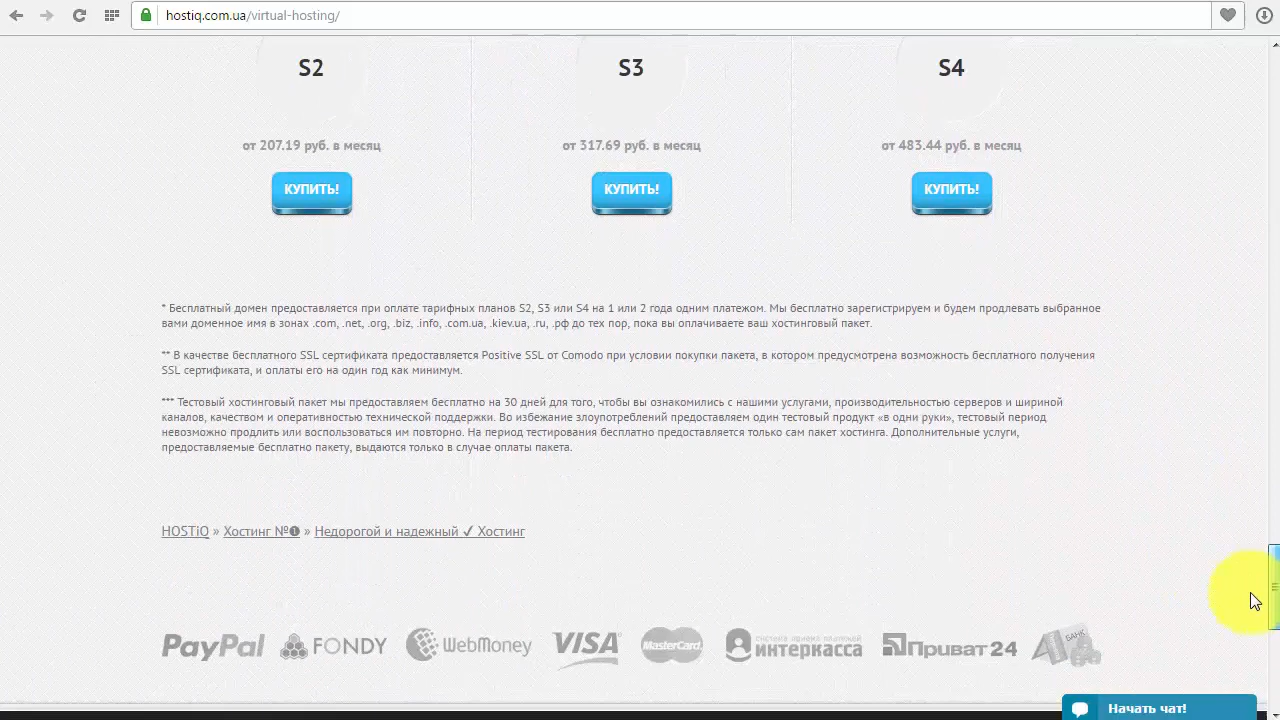 hostiq.com.ua/virtual-hosting/
S2 S3 S4
от 207.19 руб. в месяц от 317.69 руб. в месяц от 483.44 руб. в месяц
КУПИТЬ! КУПИТЬ! КУПИТЬ!
* Бесплатный домен предоставляется при оплате тарифных планов S2, S3 или S4 на 1 или 2 года одним платежом. Мы бесплатно зарегистрируем и будем продлевать выбранное
вами доменное имя в зонах .com, .net, .org, .biz, .info, .com.ua, .kiev.ua, .ru, .рф до тех пор, пока вы оплачиваете ваш хостинговый пакет.
** В качестве бесплатного SSL сертификата предоставляется Positive SSL от Comodo при условии покупки пакета, в котором предусмотрена возможность бесплатного получения
SSL сертификата, и оплаты его на один год как минимум.
*** Тестовый хостинговый пакет мы предоставляем бесплатно на 30 дней для того, чтобы вы ознакомились с нашими услугами, производительностью серверов и шириной
каналов, качеством и оперативностью технической поддержки. Во избежание злоупотреблений предоставляем один тестовый продукт «в одни руки», тестовый период
невозможно продлить или воспользоваться им повторно. На период тестирования бесплатно предоставляется только сам пакет хостинга. Дополнительные услуги,
предоставляемые бесплатно пакету, выдаются только в случае оплаты пакета.
HOSTiQ » Хостинг №❶ » Недорогой и надежный ✓ Хостинг
PayPal FONDY WebMoney VISA MasterCard система приема платежей интеркасса Приват24 БАНК
Начать чат!